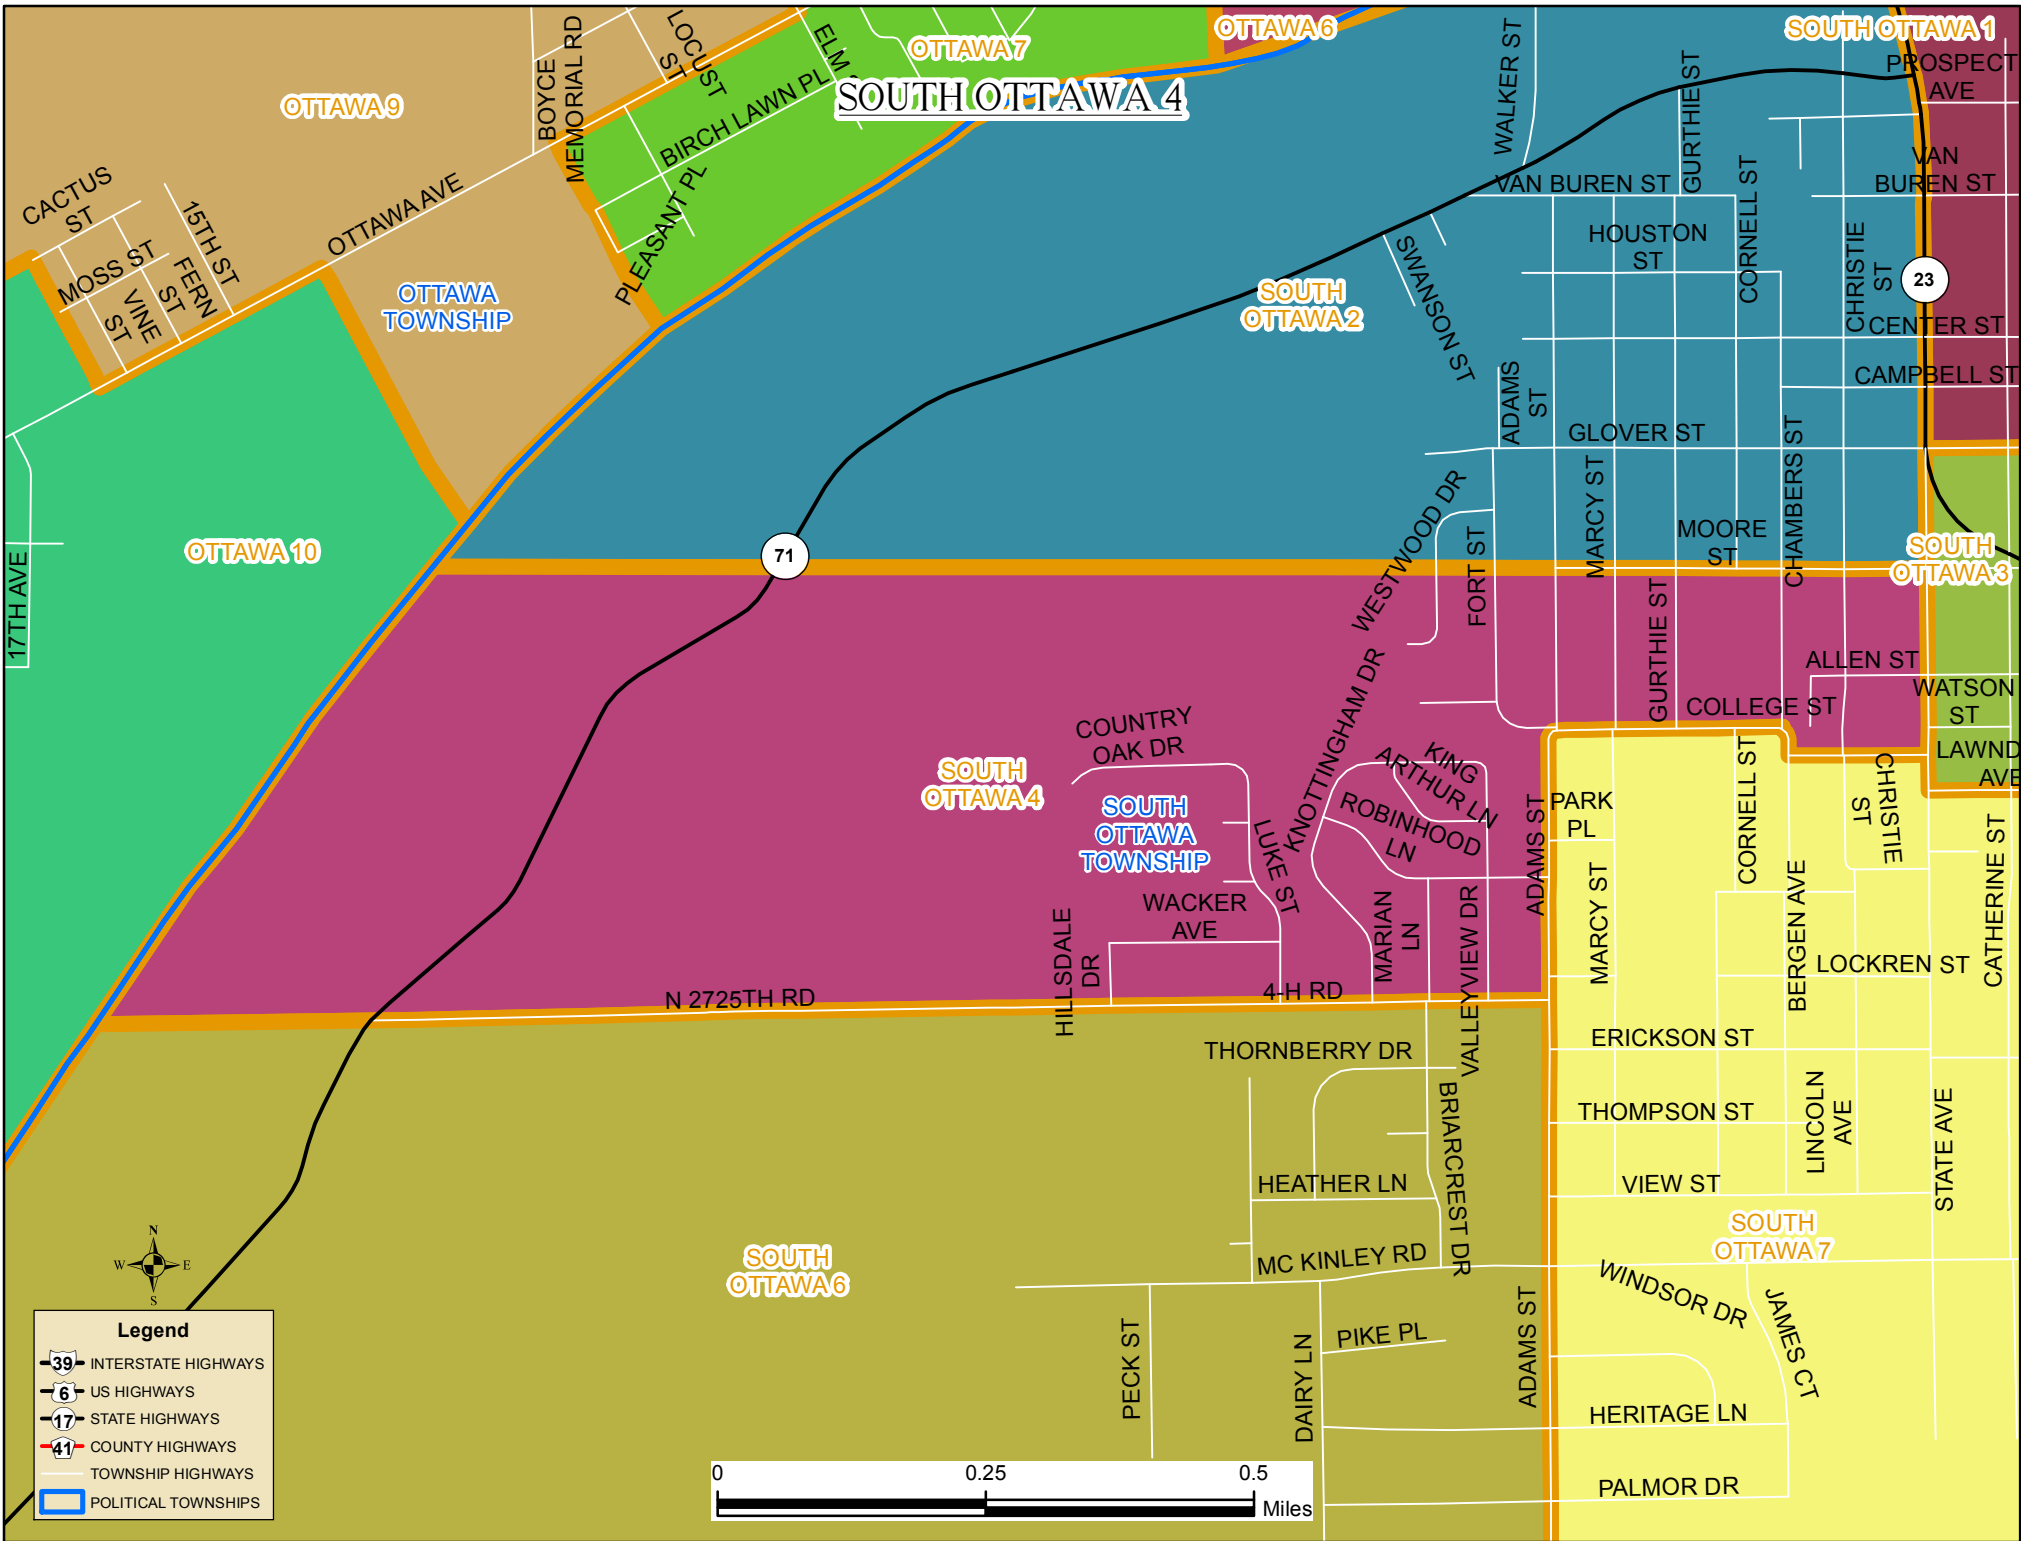 SOUTH OTTAWA 4
OTTAWA 9
BOYCE
MEMORIAL RD
LOCUST
ST
ELM
OTTAWA 7
OTTAWA 6
SOUTH OTTAWA 1
PROSPECT
AVE
WALKER ST
GURTHIE ST
BIRCH LAWN PL
PLEASANT PL
CACTUS
ST
15TH ST
OTTAWA AVE
MOSS ST
FERN
ST
VINE
ST
OTTAWA
TOWNSHIP
VAN
BUREN ST
VAN BUREN ST
CORNELL ST
HOUSTON
ST
CHRISTIE
ST
23
SWANSON ST
SOUTH
OTTAWA 2
CENTER ST
CAMPBELL ST
ADAMS
ST
GLOVER ST
CHAMBERS ST
MARCY ST
WESTWOOD DR
MOORE
ST
FORT ST
SOUTH
OTTAWA 3
OTTAWA 10
71
17TH AVE
GURTHIE ST
ALLEN ST
COLLEGE ST
WATSON
ST
LAWND
AVE
KNOTTINGHAM DR
COUNTRY
OAK DR
KING
ARTHUR LN
ROBINHOOD
LN
SOUTH
OTTAWA 4
SOUTH
OTTAWA
TOWNSHIP
LUKE ST
ADAMS ST
PARK
PL
CORNELL ST
CHRISTIE
ST
CATHERINE ST
WACKER
AVE
MARIAN
LN
VALLEYVIEW DR
MARCY ST
BERGEN AVE
LOCKREN ST
HILLSDALE
DR
N 2725TH RD
4-H RD
ERICKSON ST
THORNBERRY DR
BRIARCREST DR
THOMPSON ST
LINCOLN
AVE
STATE AVE
HEATHER LN
VIEW ST
SOUTH
OTTAWA 7
SOUTH
OTTAWA 6
MC KINLEY RD
WINDSOR DR
JAMES CT
PECK ST
DAIRY LN
PIKE PL
ADAMS ST
HERITAGE LN
PALMOR DR
N
W
E
S
Legend
39 INTERSTATE HIGHWAYS
6 US HIGHWAYS
17 STATE HIGHWAYS
41 COUNTY HIGHWAYS
TOWNSHIP HIGHWAYS
POLITICAL TOWNSHIPS
0 0.25 0.5
Miles